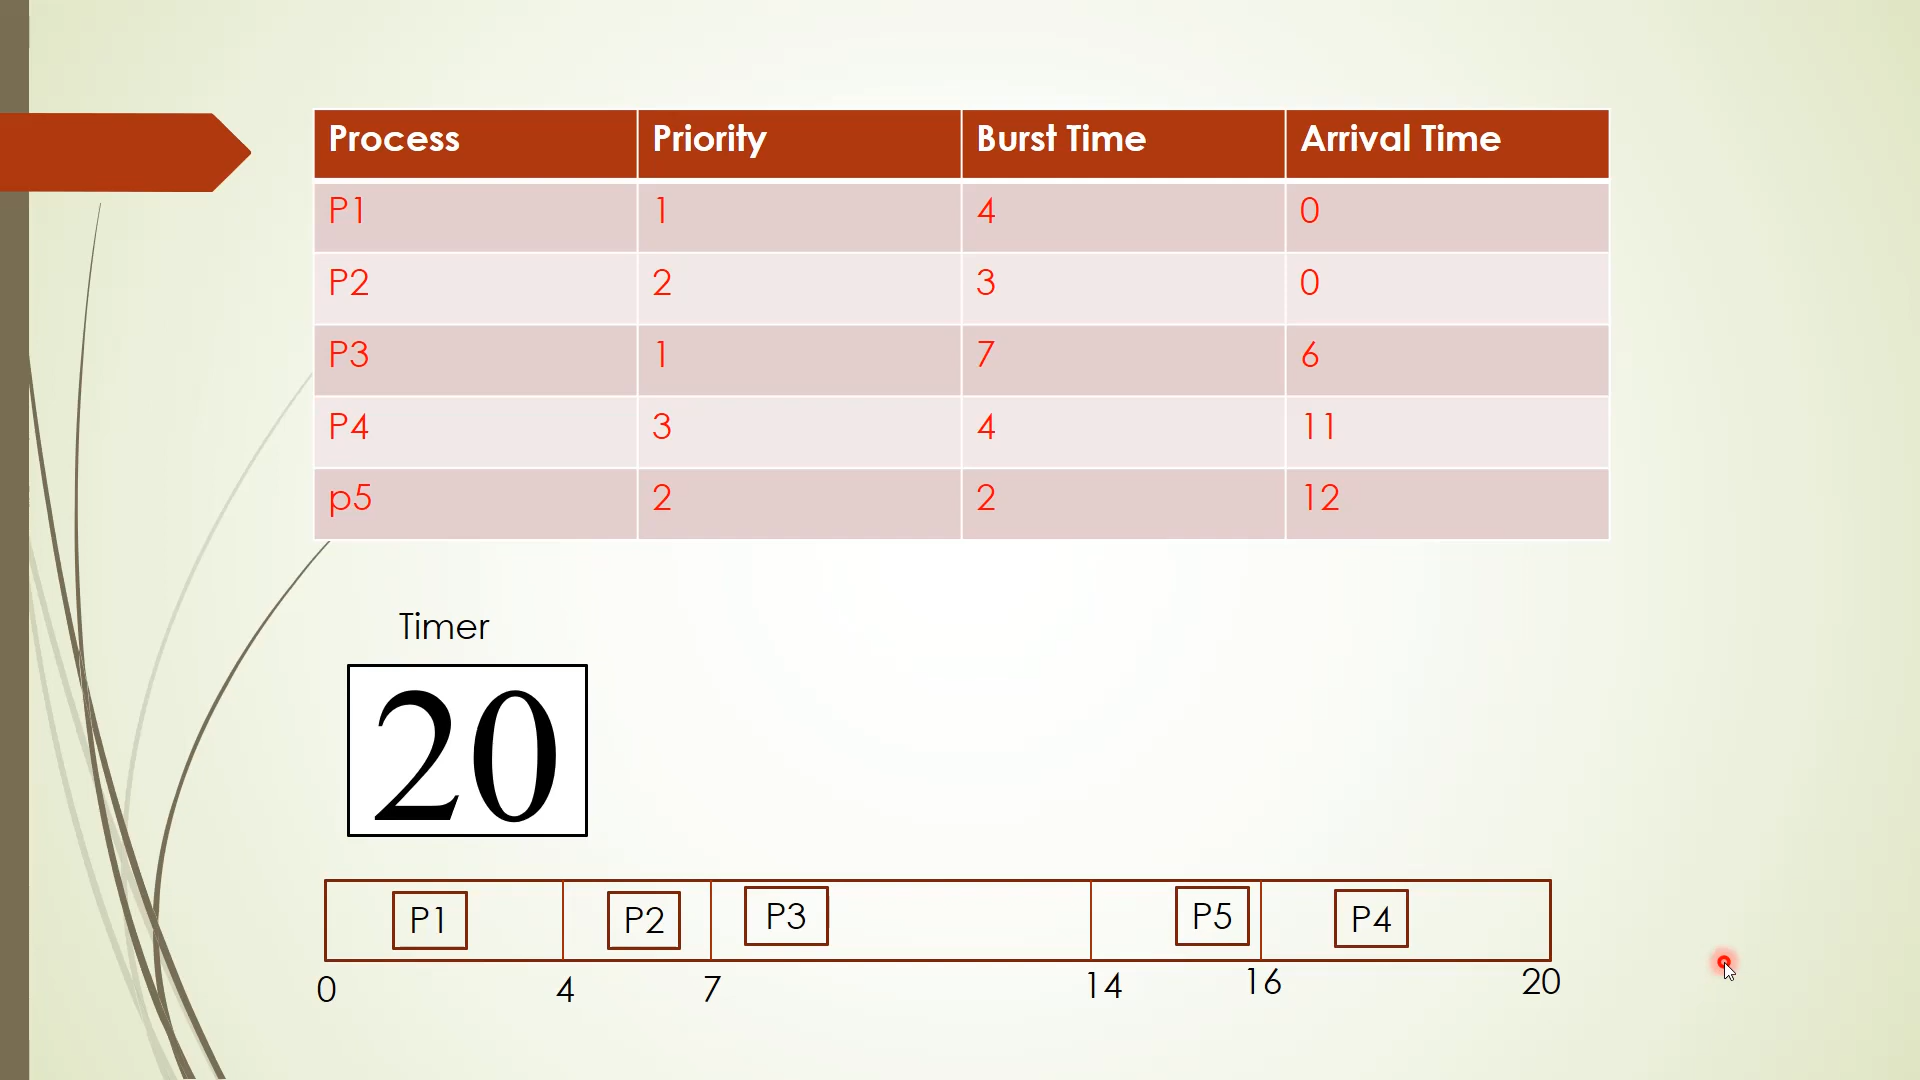 Process Priority Burst Time Arrival Time
P1 1 4 0
P2 2 3 0
P3 1 7 6
P4 3 4 11
p5 2 2 12
Timer
20
P1 P2 P3 P5 P4
0 4 7 14 16 20